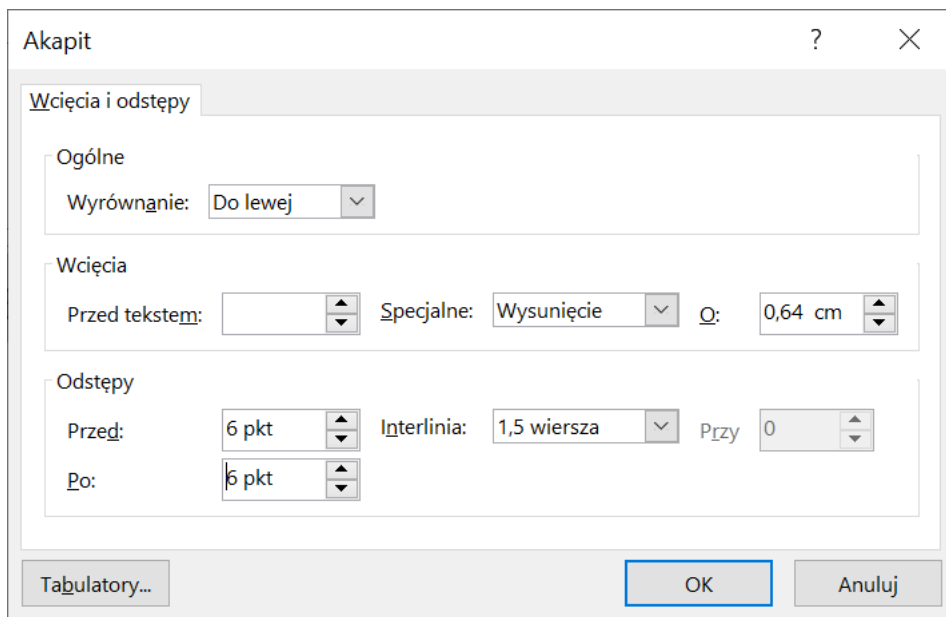 Akapit ?
Wcięcia i odstępy
Ogólne
Wyrównanie: Do lewej
Wcięcia
Przed tekstem: Specjalne: Wysunięcie O: 0,64 cm
Odstępy
Przed: 6 pkt Interlinia: 1,5 wiersza Przy 0
Po: 6 pkt
Tabulatory... OK Anuluj